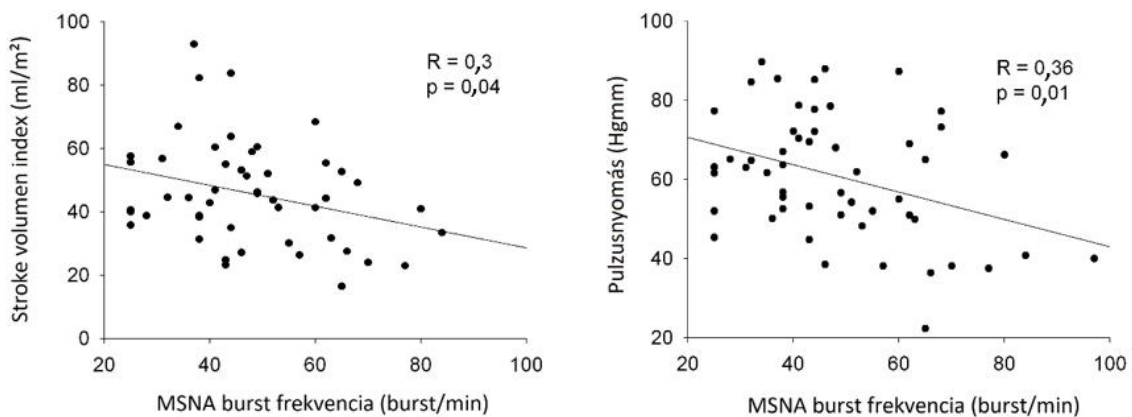 Stroke volumen index (ml/m²)
100
80
60
40
20
0
R = 0,3
p = 0,04
20 40 60 80 100
MSNA burst frekvencia (burst/min)
Pulzusnyomás (Hgmm)
100
80
60
40
20
R = 0,36
p = 0,01
20 40 60 80 100
MSNA burst frekvencia (burst/min)